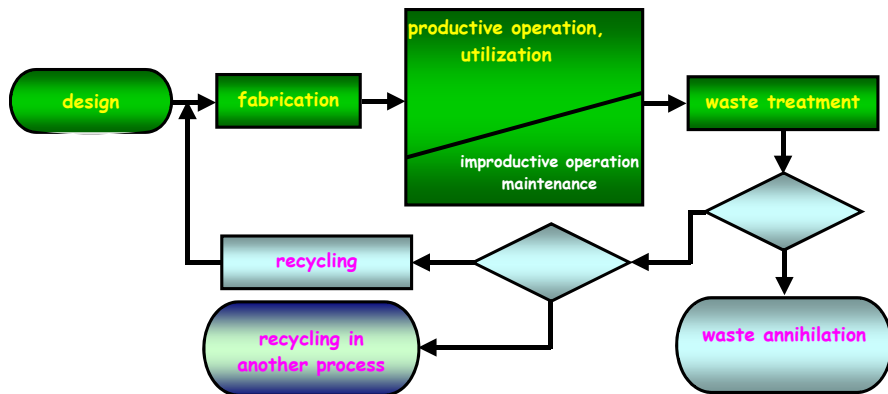 design
fabrication
productive operation,
utilization
improductive operation
maintenance
waste treatment
recycling
recycling in
another process
waste annihilation